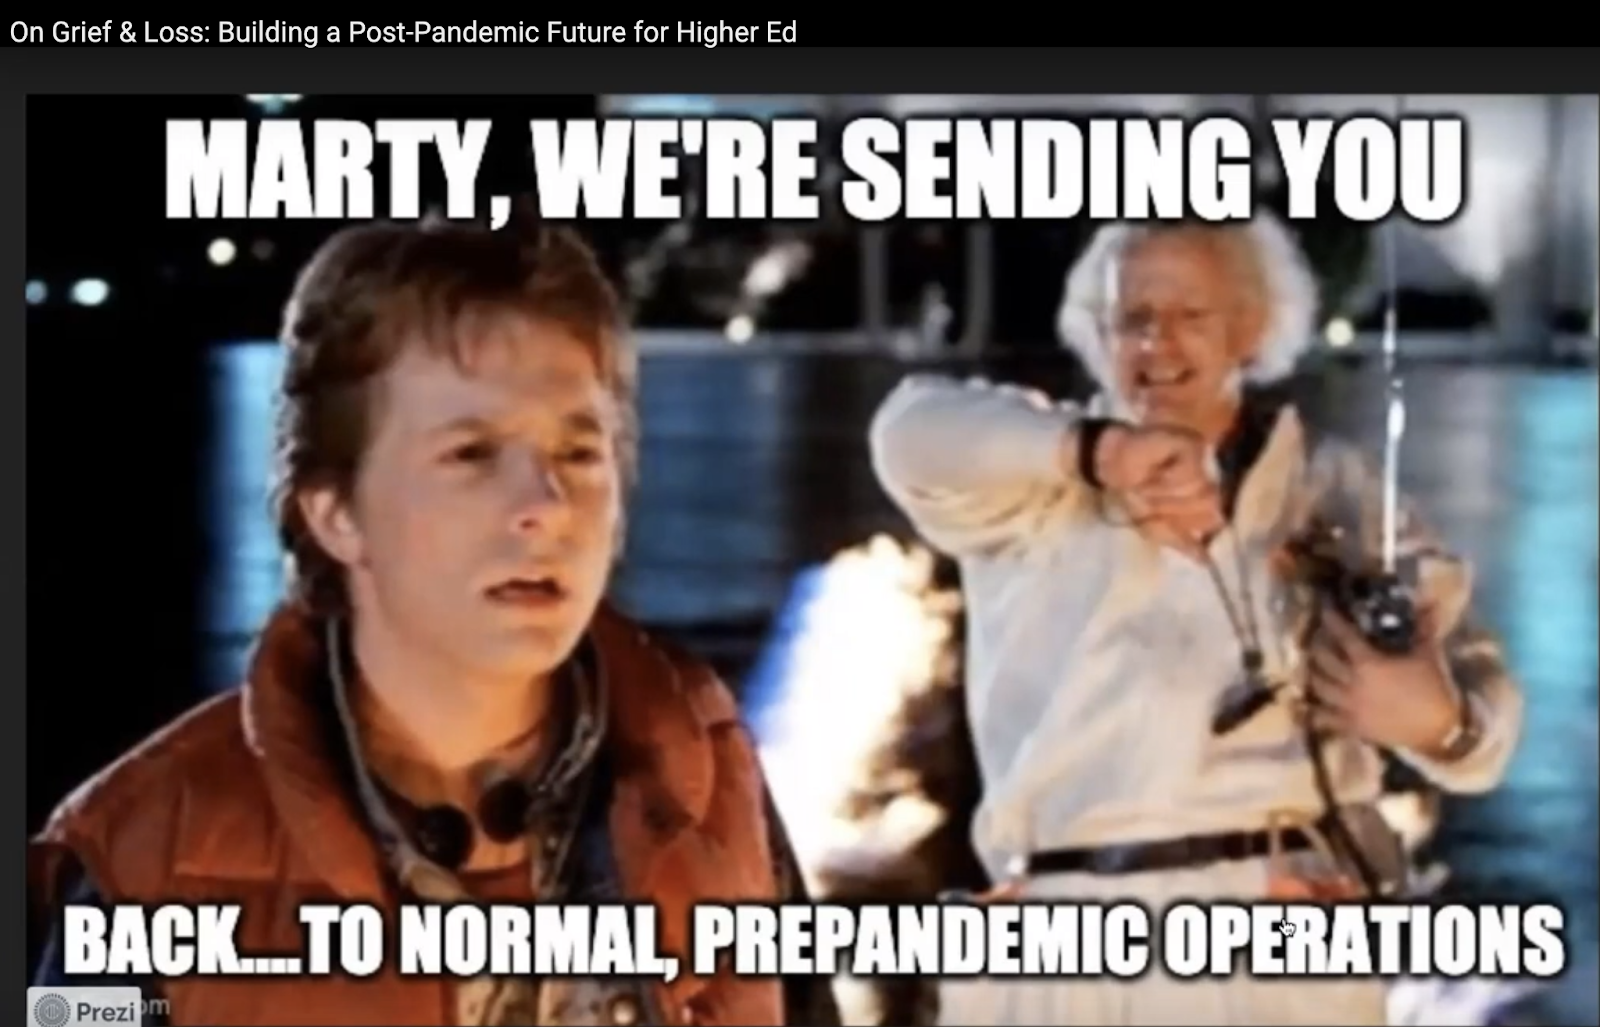 On Grief & Loss: Building a Post-Pandemic Future for Higher Ed
MARTY, WE'RE SENDING YOU
BACK....TO NORMAL, PREPANDEMIC OPERATIONS
Prezi